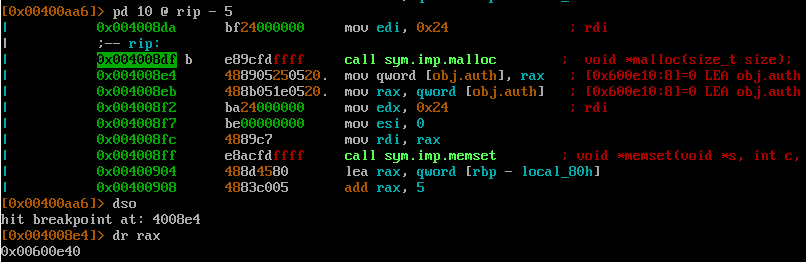 [0x00400aa6]> pd 10 @ rip - 5
|           0x004008da      bf24000000     mov edi, 0x24               ; rdi
|           ;-- rip:
|           0x004008df b    e89cfdffff     call sym.imp.malloc         ;  void *malloc(size_t size);
|           0x004008e4      488905250520.  mov qword [obj.auth], rax   ; [0x600e10:8]=0 LEA obj.auth
|           0x004008eb      488b051e0520.  mov rax, qword [obj.auth]   ; [0x600e10:8]=0 LEA obj.auth
|           0x004008f2      ba24000000     mov edx, 0x24               ; rdi
|           0x004008f7      be00000000     mov esi, 0
|           0x004008fc      4889c7         mov rdi, rax
|           0x004008ff      e8acfdffff     call sym.imp.memset        ; void *memset(void *s, int c,
|           0x00400904      488d4580       lea rax, qword [rbp - local_80h]
|           0x00400908      4883c005       add rax, 5
[0x00400aa6]> dso
hit breakpoint at: 4008e4
[0x004008e4]> dr rax
0x00600e40